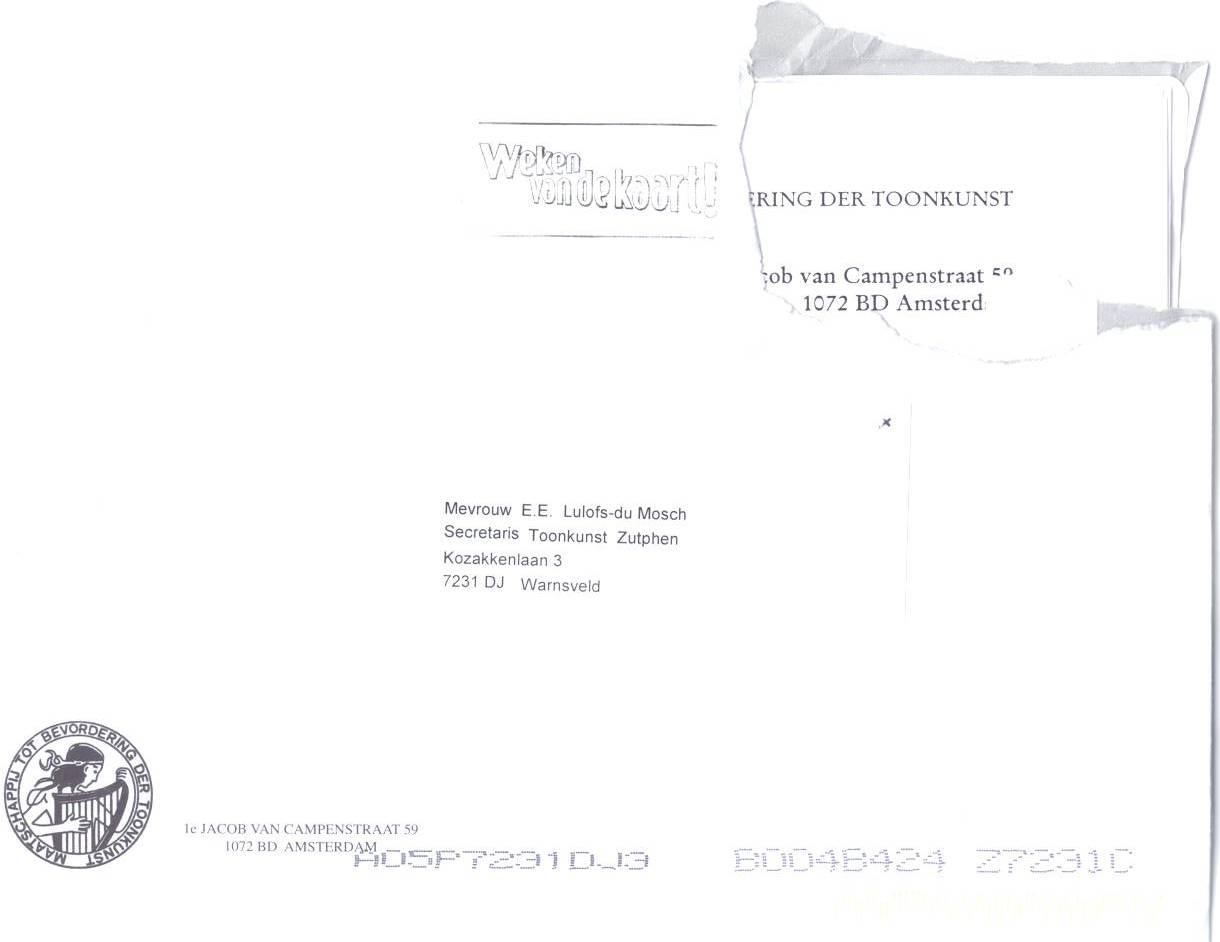 Weken
van de kaart!
ERING DER TOONKUNST
cob van Campenstraat 59
1072 BD Amsterd
Mevrouw E.E. Lulofs-du Mosch
Secretaris Toonkunst Zutphen
Kozakkenlaan 3
7231 DJ Warnsveld
MAATSCHAPPIJ TOT BEVORDERING DER TOONKUNST
1e JACOB VAN CAMPENSTRAAT 59
1072 BD AMSTERDAM
HOSP7231DJ3 BD04B424 Z7231C